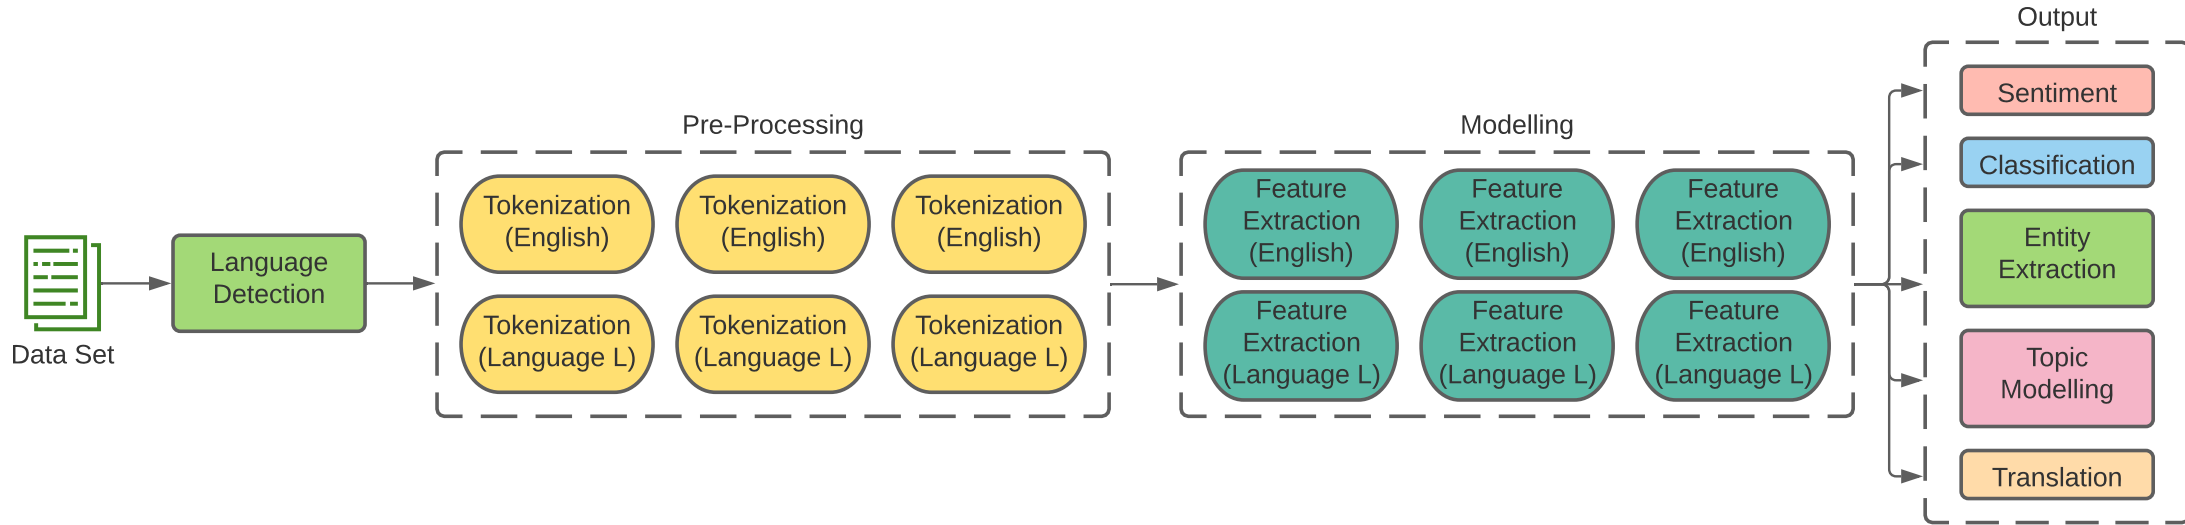 Data Set
Language
Detection
Pre-Processing
Tokenization
(English)
Tokenization
(English)
Tokenization
(English)
Tokenization
(Language L)
Tokenization
(Language L)
Tokenization
(Language L)
Modelling
Feature
Extraction
(English)
Feature
Extraction
(English)
Feature
Extraction
(English)
Feature
Extraction
(Language L)
Feature
Extraction
(Language L)
Feature
Extraction
(Language L)
Output
Sentiment
Classification
Entity
Extraction
Topic
Modelling
Translation